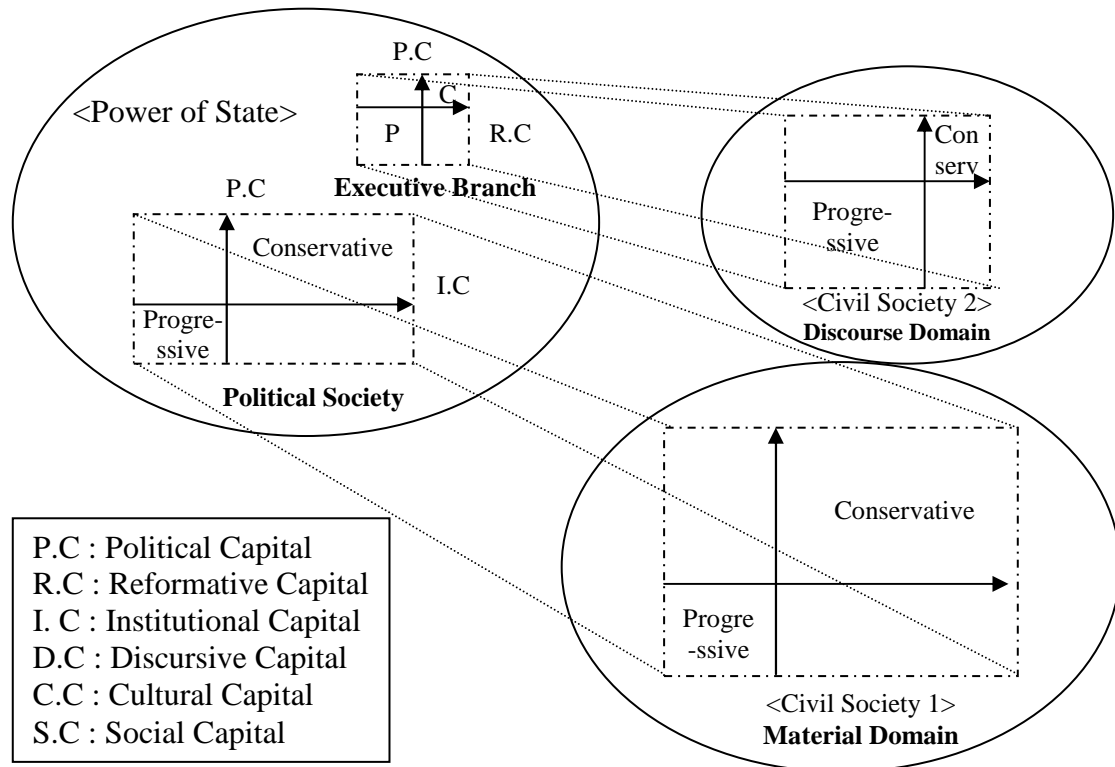 P.C
<Power of State>
C
P
R.C
Executive Branch
P.C
Conservative
I.C
Progre-
ssive
Political Society
Con
serv
Progre-
ssive
<Civil Society 2>
Discourse Domain
Conservative
Progre
-ssive
<Civil Society 1>
Material Domain
P.C : Political Capital
R.C : Reformative Capital
I. C : Institutional Capital
D.C : Discursive Capital
C.C : Cultural Capital
S.C : Social Capital